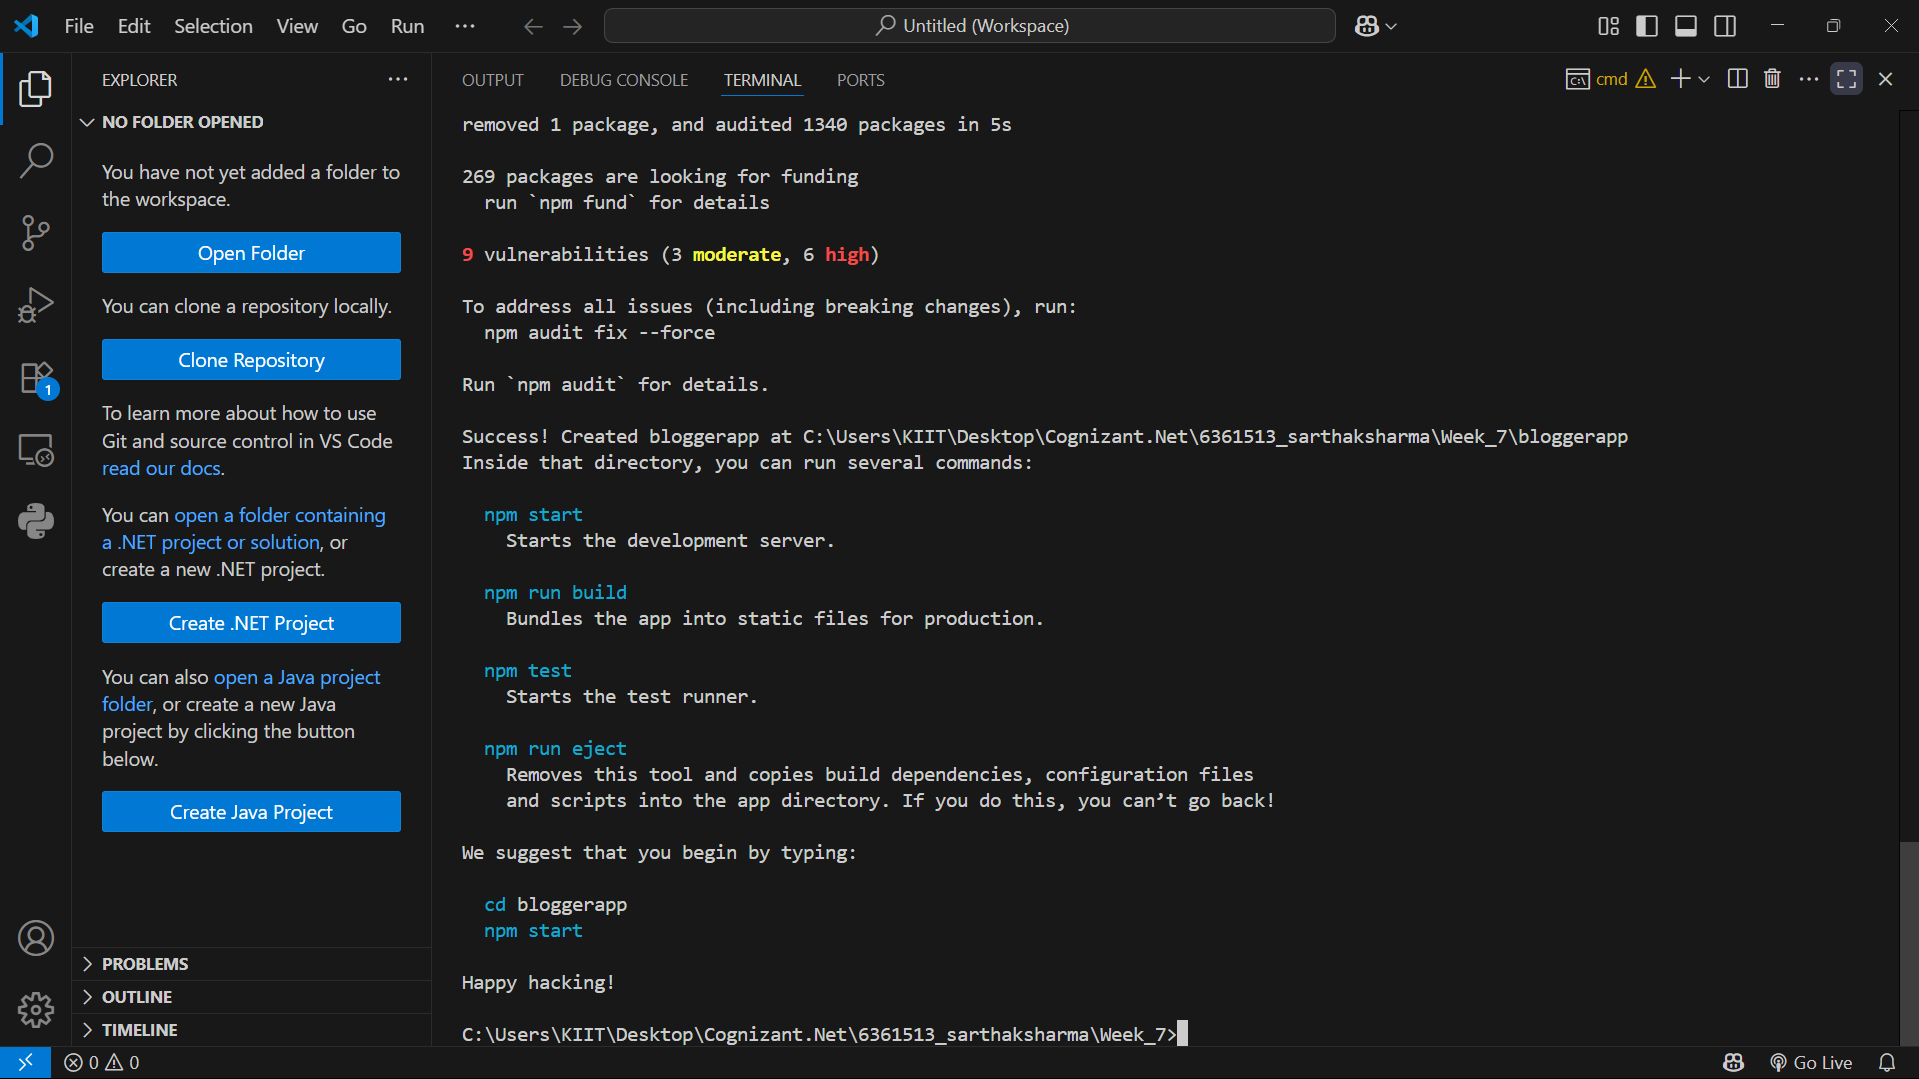 File Edit Selection View Go Run ··· Untitled (Workspace)
EXPLORER ···
NO FOLDER OPENED
You have not yet added a folder to
the workspace.
Open Folder
You can clone a repository locally.
Clone Repository
To learn more about how to use
Git and source control in VS Code
read our docs.
You can open a folder containing
a .NET project or solution, or
create a new .NET project.
Create .NET Project
You can also open a Java project
folder, or create a new Java
project by clicking the button
below.
Create Java Project
PROBLEMS
OUTLINE
TIMELINE
1
OUTPUT DEBUG CONSOLE TERMINAL PORTS cmd ···
removed 1 package, and audited 1340 packages in 5s
269 packages are looking for funding
run `npm fund` for details
9 vulnerabilities (3 moderate, 6 high)
To address all issues (including breaking changes), run:
npm audit fix --force
Run `npm audit` for details.
Success! Created bloggerapp at C:\Users\KIIT\Desktop\Cognizant.Net\6361513_sarthaksharma\Week_7\bloggerapp
Inside that directory, you can run several commands:
npm start
Starts the development server.
npm run build
Bundles the app into static files for production.
npm test
Starts the test runner.
npm run eject
Removes this tool and copies build dependencies, configuration files
and scripts into the app directory. If you do this, you can’t go back!
We suggest that you begin by typing:
cd bloggerapp
npm start
Happy hacking!
C:\Users\KIIT\Desktop\Cognizant.Net\6361513_sarthaksharma\Week_7>
0 0 Go Live